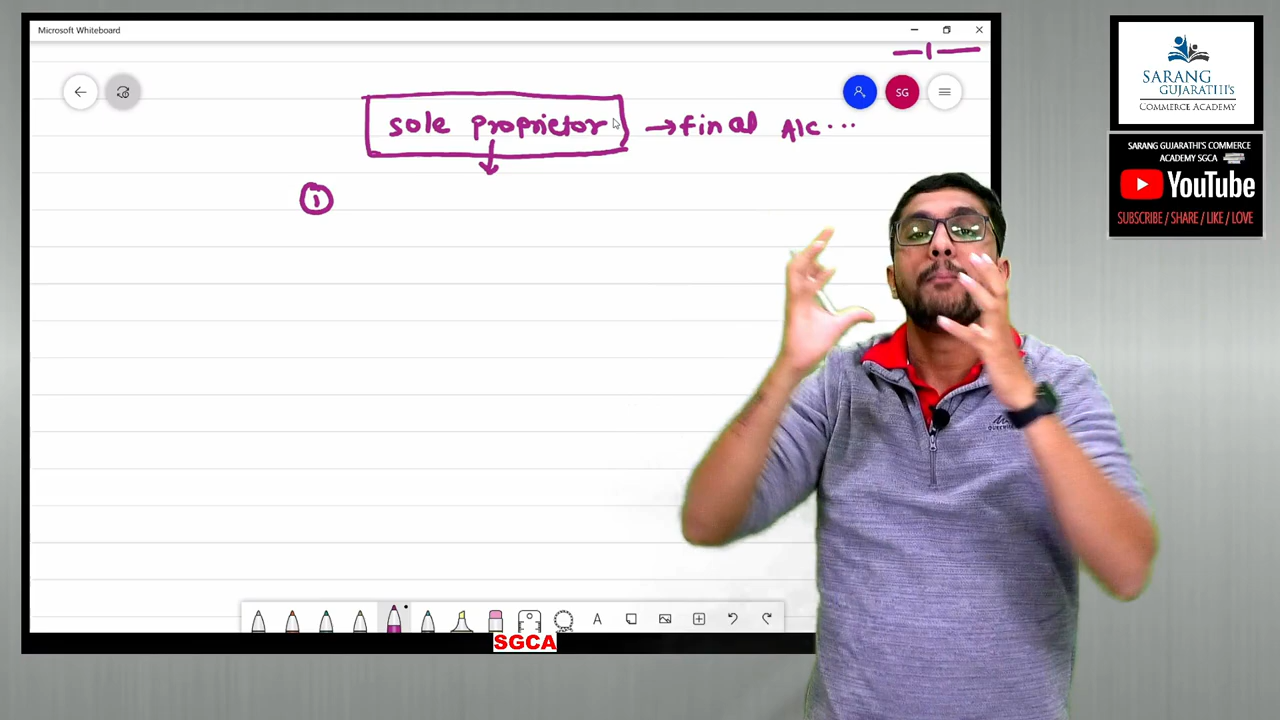 Microsoft Whiteboard
SG
sole proprietor → final A/c ...
①
SGCA
SARANG
GUJARATHI'S
COMMERCE ACADEMY
SARANG GUJARATHI'S COMMERCE
ACADEMY SGCA
YouTube
SUBSCRIBE / SHARE / LIKE / LOVE
A